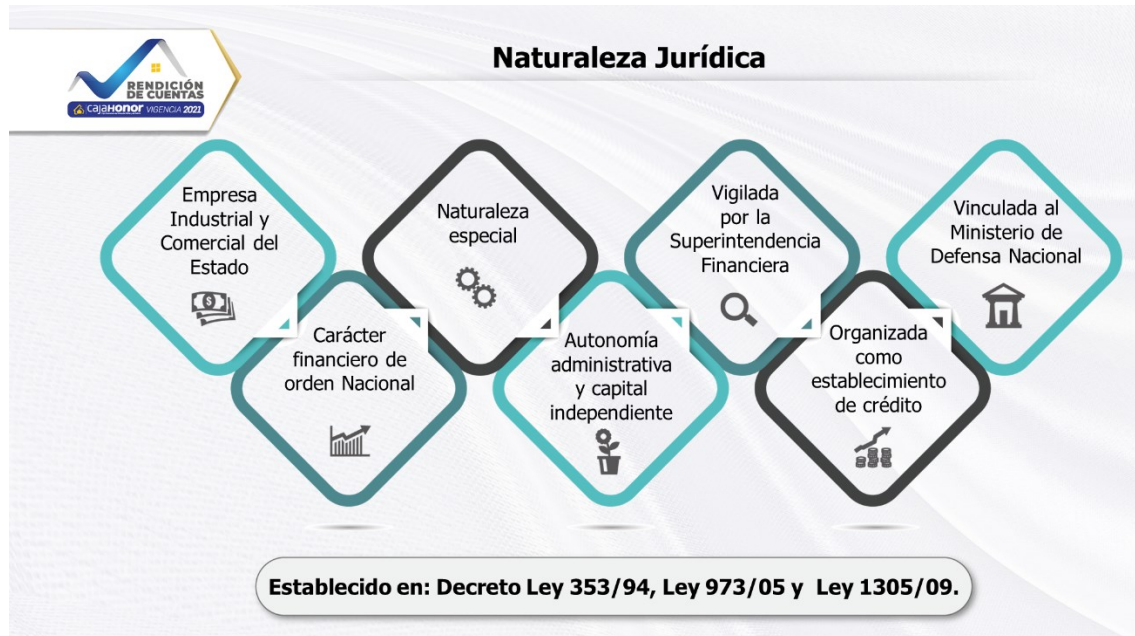 Naturaleza Jurídica
RENDICIÓN
DE CUENTAS
CajaHonor VIGENCIA 2021
Empresa
Industrial y
Comercial del
Estado
Carácter
financiero de
orden Nacional
Naturaleza
especial
Autonomía
administrativa
y capital
independiente
Vigilada
por la
Superintendencia
Financiera
Organizada
como
establecimiento
de crédito
Vinculada al
Ministerio de
Defensa Nacional
Establecido en: Decreto Ley 353/94, Ley 973/05 y Ley 1305/09.